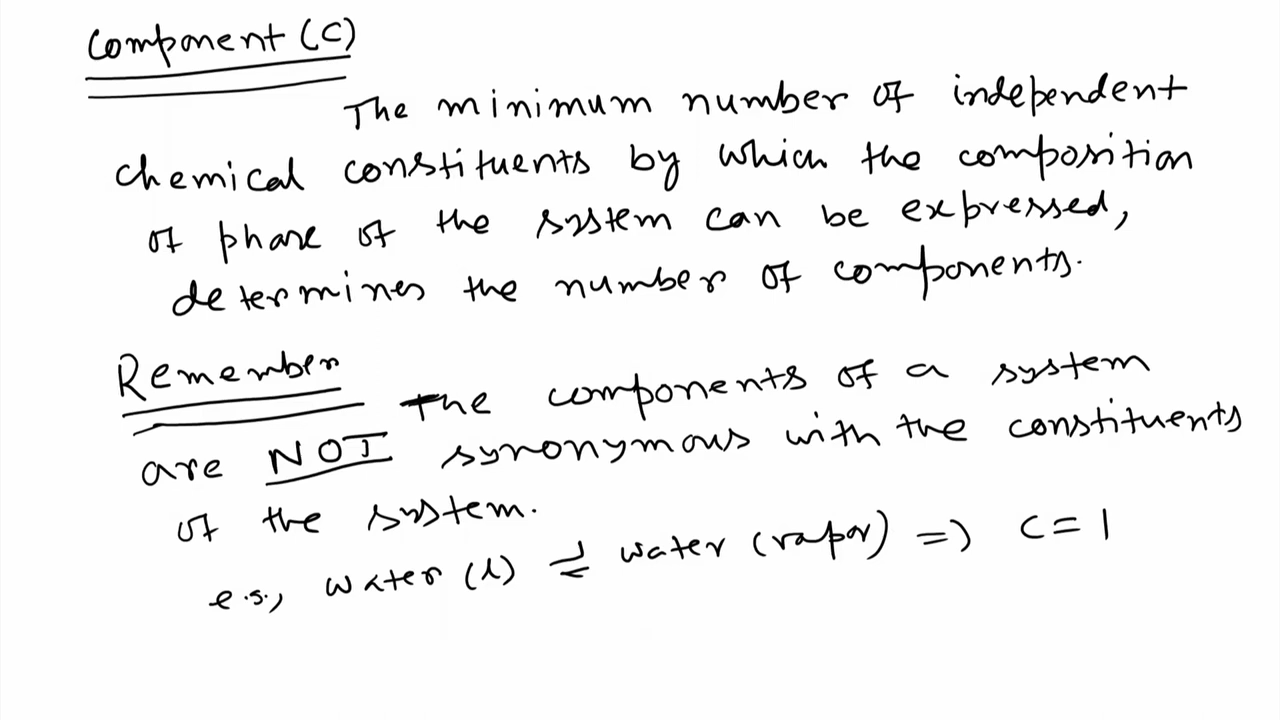 Component (C)
The minimum number of independent
chemical constituents by which the composition
of phase of the system can be expressed,
determines the number of components.
Remember
The components of a system
are NOT synonymous with the constituents
of the system.
e.g., water (l) ⇌ water (vapor) => C = 1